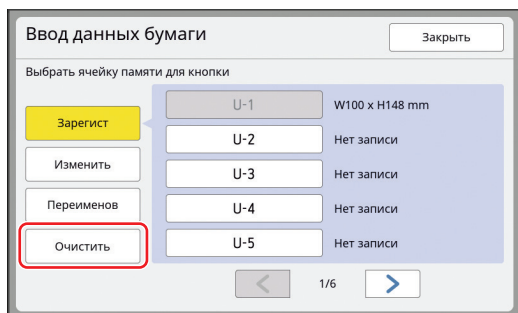 Ввод данных бумаги
Закрыть
Выбрать ячейку памяти для кнопки
Зарегист
Изменить
Переименов
Очистить
U-1 W100 x H148 mm
U-2 Нет записи
U-3 Нет записи
U-4 Нет записи
U-5 Нет записи
1/6